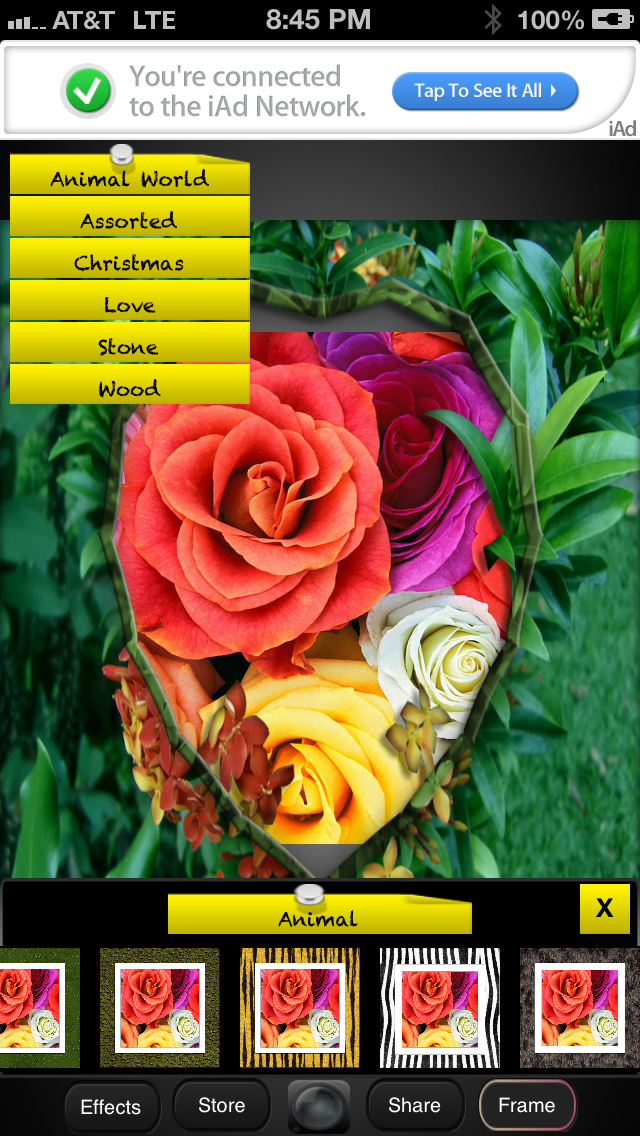 AT&T LTE 8:45 PM 100%
You're connected
to the iAd Network.
Tap To See It All
iAd
Animal World
Assorted
Christmas
Love
Stone
Wood
Animal
X
Effects Store Share Frame